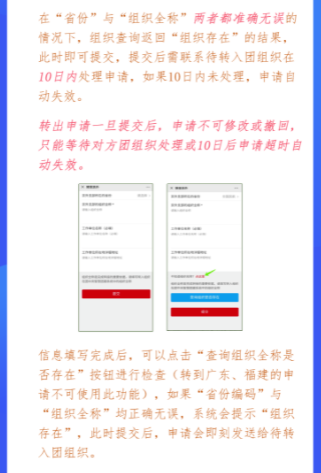 在“省份”与“组织全称”两者都准确无误的
情况下，组织查询返回“组织存在”的结果，
此时即可提交，提交后需联系待转入团组织在
10日内处理申请，如果10日内未处理，申请自
动失效。
转出申请一旦提交后，申请不可修改或撤回，
只能等待对方团组织处理或10日后申请超时自
动失效。
信息填写完成后，可以点击“查询组织全称是
否存在”按钮进行检查（转到广东、福建的申
请不可使用此功能），如果“省份编码”与
“组织全称”均正确无误，系统会提示“组织
存在”，此时提交后，申请会即刻发送给待转
入团组织。